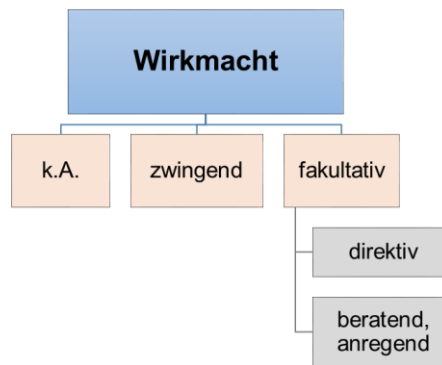 Wirkmacht
k.A.
zwingend
fakultativ
direktiv
beratend,
anregend